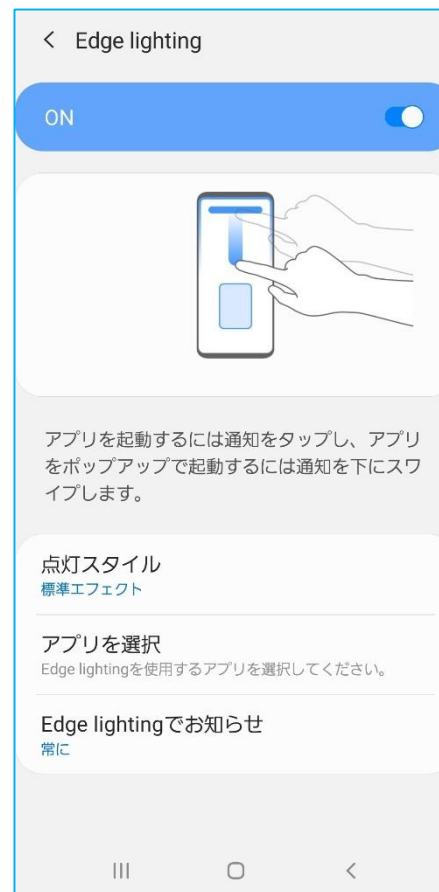 Edge lighting
ON
アプリを起動するには通知をタップし、アプリ
をポップアップで起動するには通知を下にスワ
イプします。
点灯スタイル
標準エフェクト
アプリを選択
Edge lightingを使用するアプリを選択してください。
Edge lightingでお知らせ
常に